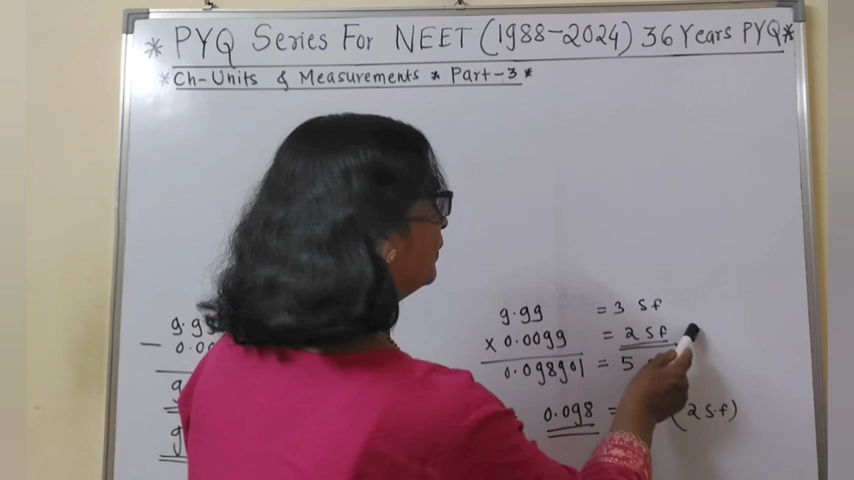 * PYQ Series For NEET (1988-2024) 36 Years PYQ *
* Ch-Units & Measurements * Part-3 *
9.99 = 3 Sf
× 0.0099 = 2 Sf
0.098901 = 5
0.098 = (2 S.f)